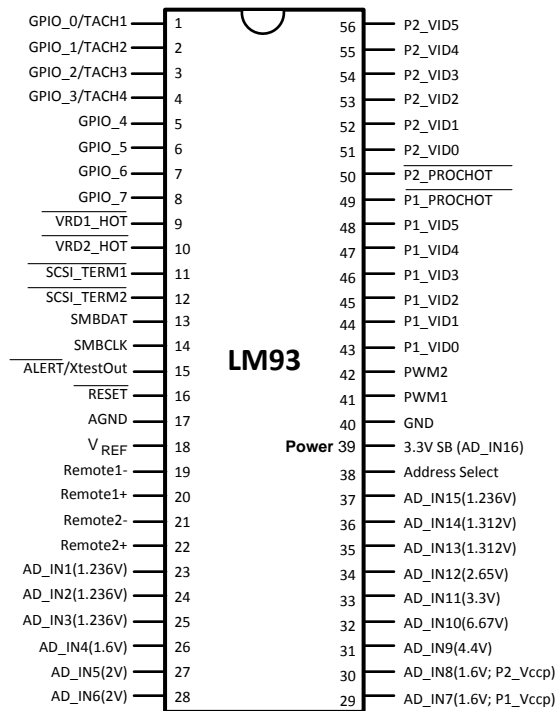 GPIO_0/TACH1 1 56 P2_VID5
GPIO_1/TACH2 2 55 P2_VID4
GPIO_2/TACH3 3 54 P2_VID3
GPIO_3/TACH4 4 53 P2_VID2
GPIO_4 5 52 P2_VID1
GPIO_5 6 51 P2_VID0
GPIO_6 7 50 P2_PROCHOT
GPIO_7 8 49 P1_PROCHOT
VRD1_HOT 9 48 P1_VID5
VRD2_HOT 10 47 P1_VID4
SCSI_TERM1 11 46 P1_VID3
SCSI_TERM2 12 45 P1_VID2
SMBDAT 13 44 P1_VID1
SMBCLK 14 LM93 43 P1_VID0
ALERT/XtestOut 15 42 PWM2
RESET 16 41 PWM1
AGND 17 40 GND
VREF 18 Power 39 3.3V SB (AD_IN16)
Remote1- 19 38 Address Select
Remote1+ 20 37 AD_IN15(1.236V)
Remote2- 21 36 AD_IN14(1.312V)
Remote2+ 22 35 AD_IN13(1.312V)
AD_IN1(1.236V) 23 34 AD_IN12(2.65V)
AD_IN2(1.236V) 24 33 AD_IN11(3.3V)
AD_IN3(1.236V) 25 32 AD_IN10(6.67V)
AD_IN4(1.6V) 26 31 AD_IN9(4.4V)
AD_IN5(2V) 27 30 AD_IN8(1.6V; P2_Vccp)
AD_IN6(2V) 28 29 AD_IN7(1.6V; P1_Vccp)